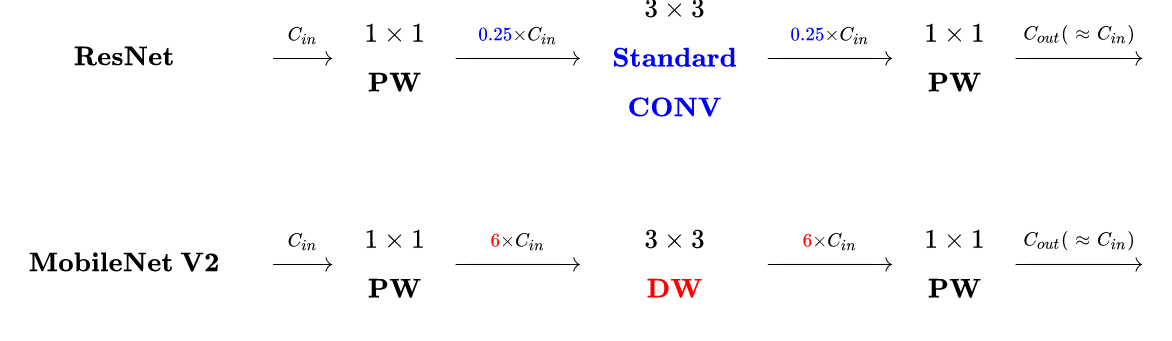 3 × 3
C_in 1 × 1 0.25×C_in 0.25×C_in 1 × 1 C_out( ≈ C_in)
ResNet Standard
PW CONV PW
C_in 1 × 1 6×C_in 3 × 3 6×C_in 1 × 1 C_out( ≈ C_in)
MobileNet V2
PW DW PW